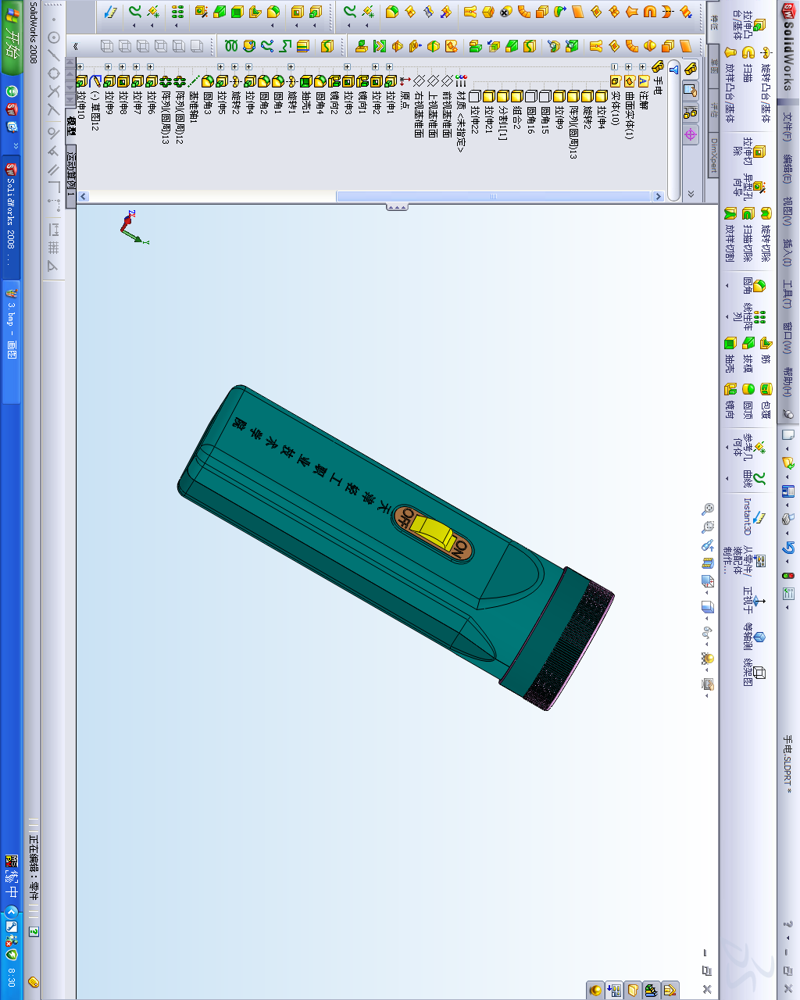 SolidWorks
文件(F) 编辑(E) 视图(V) 插入(I) 工具(T) 窗口(W) 帮助(H)
手电.SLDPRT *
拉伸凸台/基体
旋转凸台/基体
扫描
放样凸台/基体
拉伸切除
异型孔向导
旋转切除
扫描切除
放样切割
圆角
线性阵列
筋
拔模
抽壳
包覆
圆顶
镜向
参考几何体
曲线
Instant3D
从零件/装配体制作...
正视于
等轴测
线架图
特征
草图
评估
DimXpert
手电
注解
曲面实体(1)
实体(10)
拉伸4
旋转2
阵列(圆周)13
拉伸9
圆角15
圆角16
组合2
分割1[1]
拉伸21
拉伸22
材质 <未指定>
前视基准面
上视基准面
右视基准面
原点
拉伸1
拉伸2
镜向1
拉伸3
镜向2
圆角4
抽壳1
旋转1
圆角1
圆角2
拉伸4
旋转2
拉伸5
圆角3
基准轴1
阵列(圆周)12
阵列(圆周)13
拉伸6
拉伸7
拉伸8
拉伸9
(-) 草图12
拉伸10
天津轻工职业技术学院
OFF
ON
模型
运动算例 1
SolidWorks 2008
正在编辑：零件
开始
SolidWorks 2008 ...
3.bmp - 画图
中
8:30